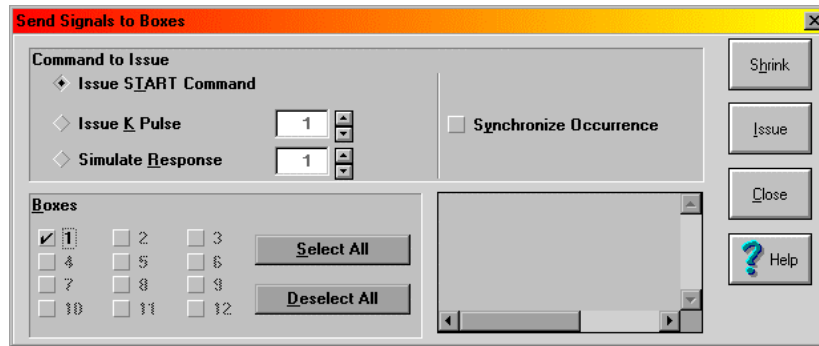 Send Signals to Boxes
Command to Issue
Issue START Command
Issue K Pulse 1
Simulate Response 1
Synchronize Occurrence
Shrink
Issue
Close
Help
Boxes
1 2 3
4 5 6
7 8 9
10 11 12
Select All
Deselect All